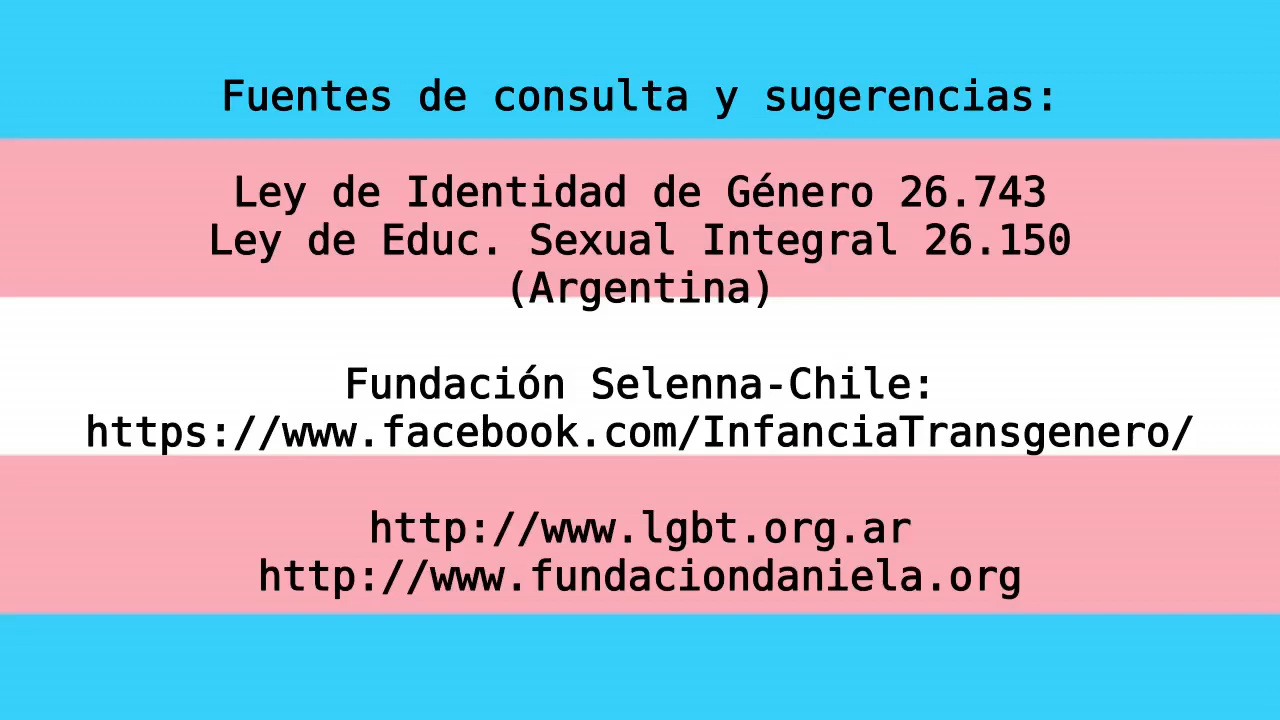 Fuentes de consulta y sugerencias:
Ley de Identidad de Género 26.743
Ley de Educ. Sexual Integral 26.150
(Argentina)
Fundación Selenna-Chile:
https://www.facebook.com/InfanciaTransgenero/
http://www.lgbt.org.ar
http://www.fundaciondaniela.org